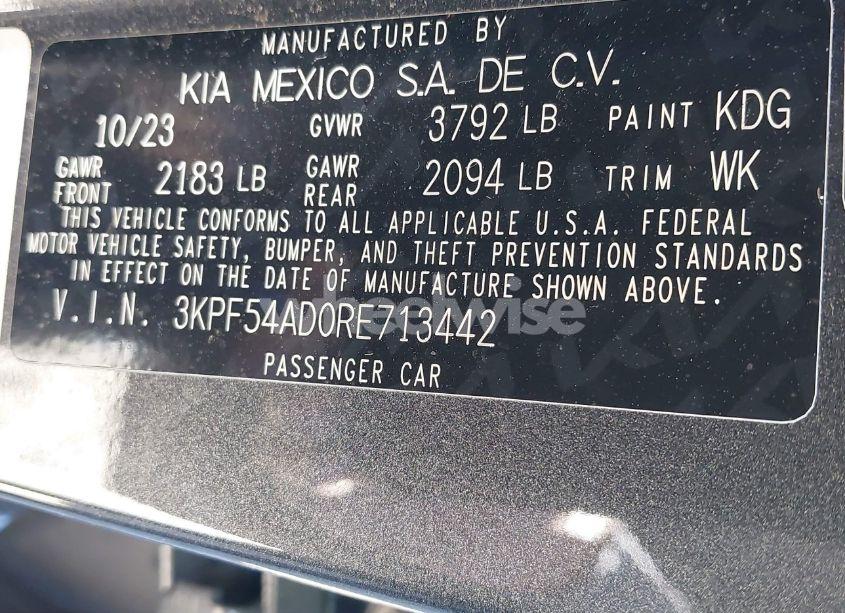 MANUFACTURED BY
KIA MEXICO S.A. DE C.V.
10/23 GVWR 3792 LB PAINT KDG
GAWR FRONT 2183 LB GAWR REAR 2094 LB TRIM WK
THIS VEHICLE CONFORMS TO ALL APPLICABLE U.S.A. FEDERAL
MOTOR VEHICLE SAFETY, BUMPER, AND THEFT PREVENTION STANDARDS
IN EFFECT ON THE DATE OF MANUFACTURE SHOWN ABOVE.
V.I.N. 3KPF54AD0RE713442
PASSENGER CAR
wheelwise